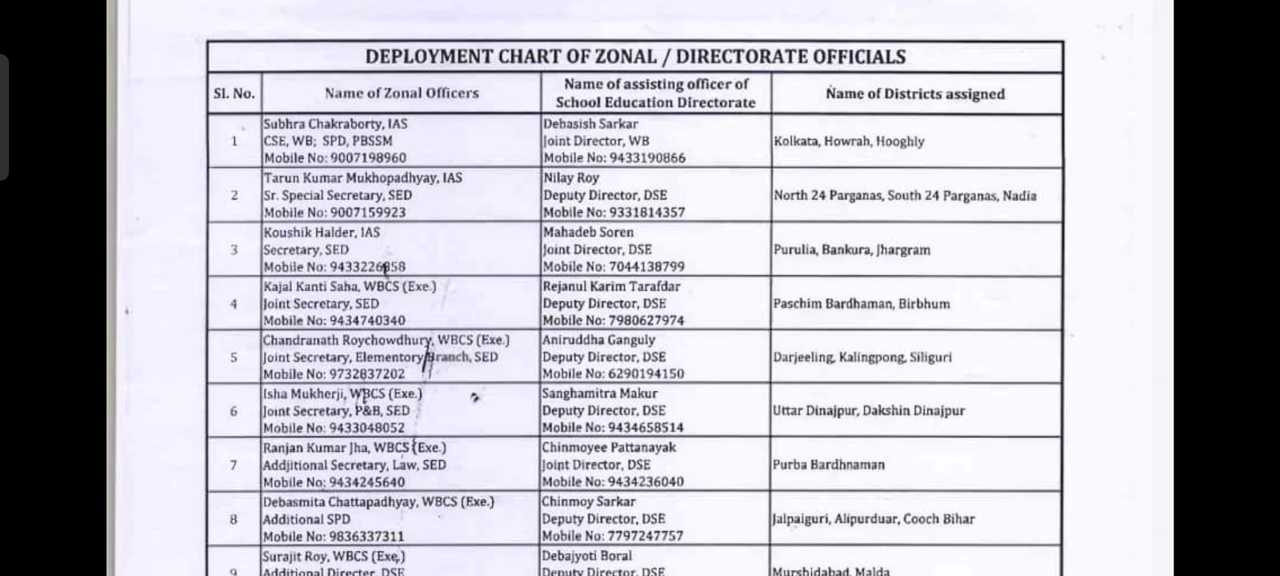 DEPLOYMENT CHART OF ZONAL / DIRECTORATE OFFICIALS
Sl. No.
Name of Zonal Officers
Name of assisting officer of
School Education Directorate
Name of Districts assigned
1
Subhra Chakraborty, IAS
CSE, WB; SPD, PBSSM
Mobile No: 9007198960
Debasish Sarkar
Joint Director, WB
Mobile No: 9433190866
Kolkata, Howrah, Hooghly
2
Tarun Kumar Mukhopadhyay, IAS
Sr. Special Secretary, SED
Mobile No: 9007159923
Nilay Roy
Deputy Director, DSE
Mobile No: 9331814357
North 24 Parganas, South 24 Parganas, Nadia
3
Koushik Halder, IAS
Secretary, SED
Mobile No:
Mahadeb Soren
Joint Director, DSE
Mobile No: 7044138799
Purulia, Bankura, Jhargram
4
Kajal Kanti Saha, WBCS (Exe.)
Joint Secretary, SED
Mobile No: 9434740340
Rejanul Karim Tarafdar
Deputy Director, DSE
Mobile No: 7980627974
Paschim Bardhaman, Birbhum
5
Chandranath Roychowdhury, WBCS (Exe.)
Joint Secretary, Elementary Branch, SED
Mobile No: 9732837202
Aniruddha Ganguly
Deputy Director, DSE
Mobile No: 6290194150
Darjeeling, Kalingpong, Siliguri
6
Isha Mukherji, WBCS (Exe.)
Joint Secretary, P&B, SED
Mobile No: 9433048052
Sanghamitra Makur
Deputy Director, DSE
Mobile No: 9434658514
Uttar Dinajpur, Dakshin Dinajpur
7
Ranjan Kumar Jha, WBCS (Exe.)
Addjitional Secretary, Law, SED
Mobile No: 9434245640
Chinmoyee Pattanayak
Joint Director, DSE
Mobile No: 9434236040
Purba Bardhnaman
8
Debasmita Chattapadhyay, WBCS (Exe.)
Additional SPD
Mobile No: 9836337311
Chinmoy Sarkar
Deputy Director, DSE
Mobile No: 7797247757
Jalpaiguri, Alipurduar, Cooch Bihar
9
Surajit Roy, WBCS (Exe.)
Additional Directer, DSE
Debajyoti Boral
Deputy Director, DSE
Murshidabad, Malda